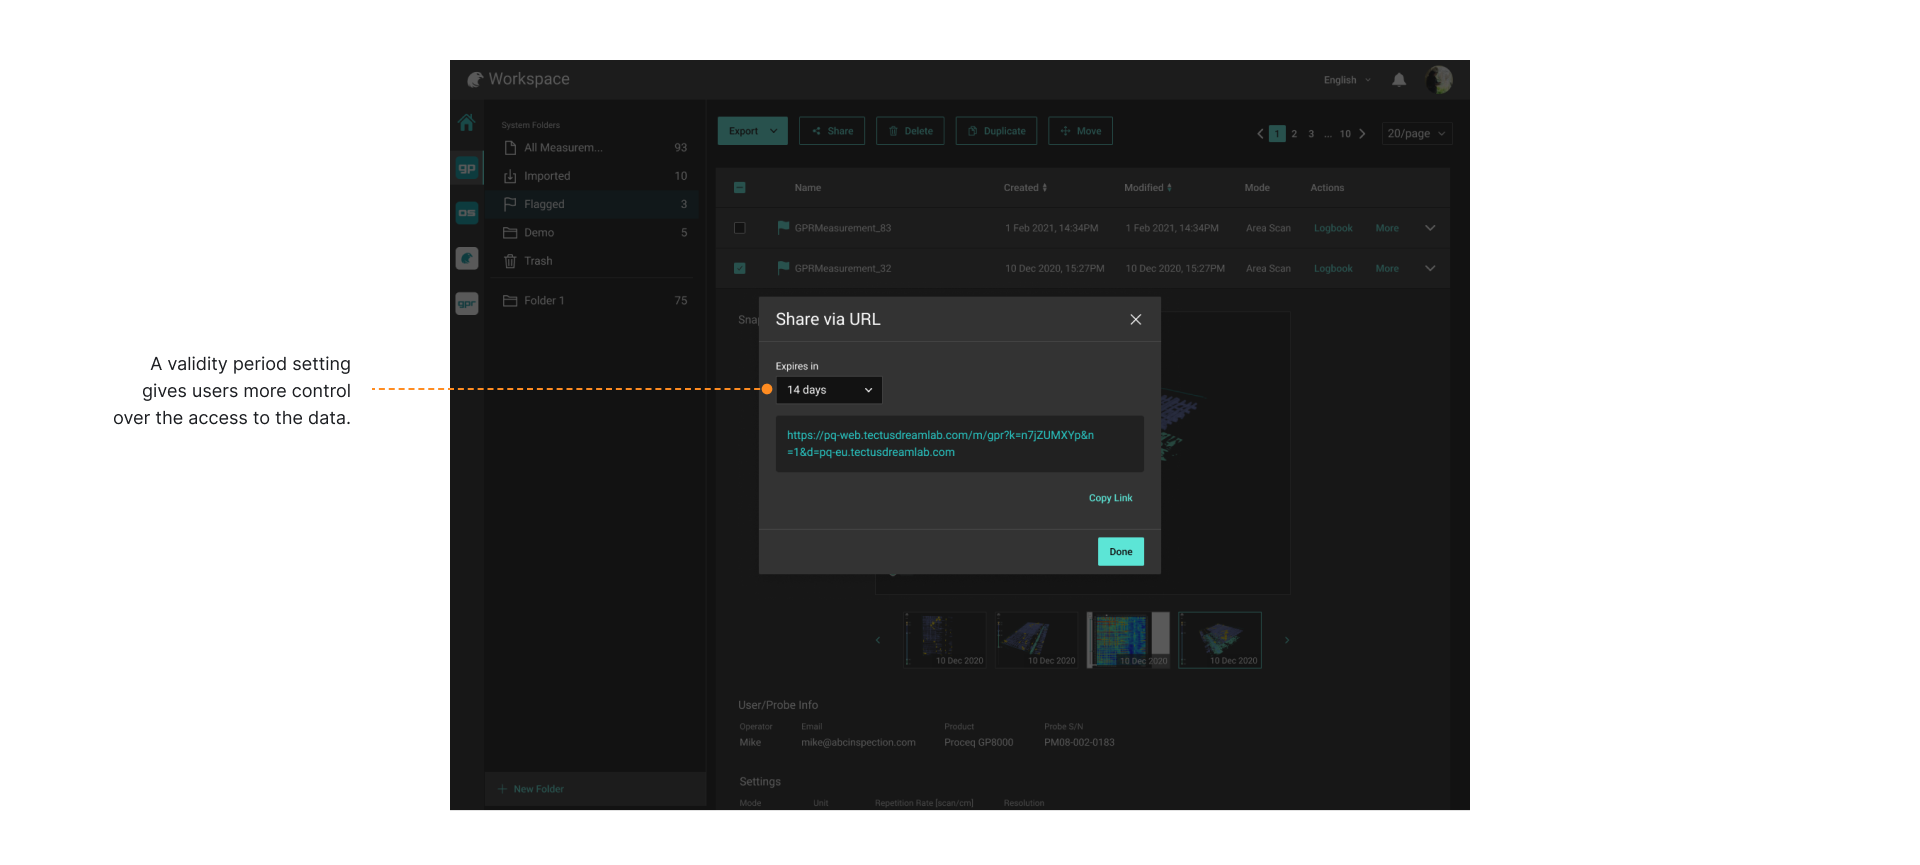 Workspace
English
System Folders
All Measurem... 93
Imported 10
Flagged 3
Demo 5
Trash
Folder 1 75
New Folder
gp
as
gpr
Export
Share
Delete
Duplicate
Move
1 2 3 ... 10
20/page
Name Created Modified Mode Actions
GPRMeasurement_83 1 Feb 2021, 14:34PM 1 Feb 2021, 14:34PM Area Scan Logbook More
GPRMeasurement_32 10 Dec 2020, 15:27PM 10 Dec 2020, 15:27PM Area Scan Logbook More
A validity period setting
gives users more control
over the access to the data.
Share via URL
Expires in
14 days
https://pq-web.tectusdreamlab.com/m/gpr?k=n7jZUMXYp&n
=1&d=pq-eu.tectusdreamlab.com
Copy Link
Done
10 Dec 2020
10 Dec 2020
10 Dec 2020
10 Dec 2020
User/Probe Info
Operator Email Product Probe S/N
Mike mike@abcinspection.com Proceq GP8000 PM08-002-0183
Settings
Mode Unit Repetition Rate [scan/cm] Resolution